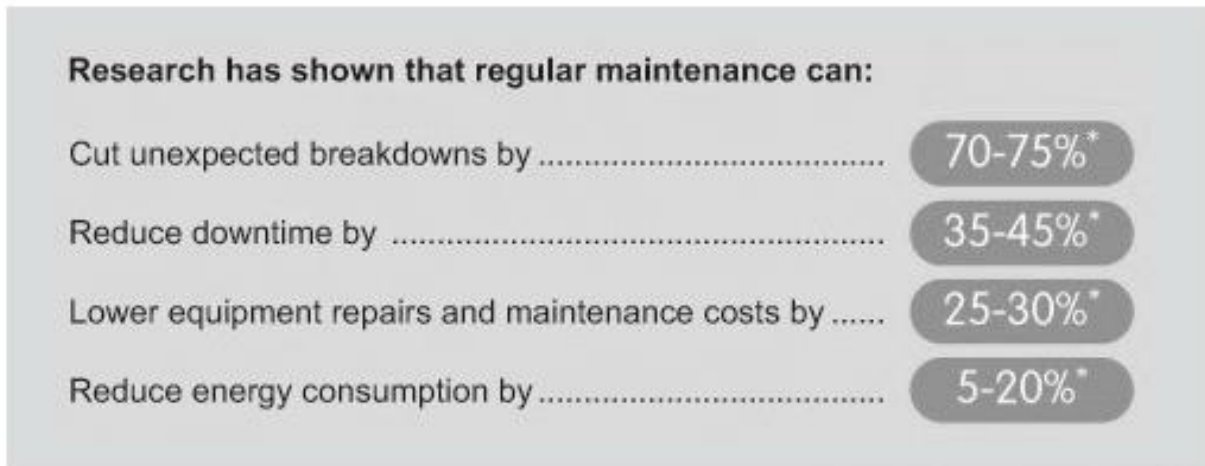 Research has shown that regular maintenance can:
Cut unexpected breakdowns by ...................................... 70-75%*
Reduce downtime by ....................................................... 35-45%*
Lower equipment repairs and maintenance costs by ...... 25-30%*
Reduce energy consumption by ...................................... 5-20%*